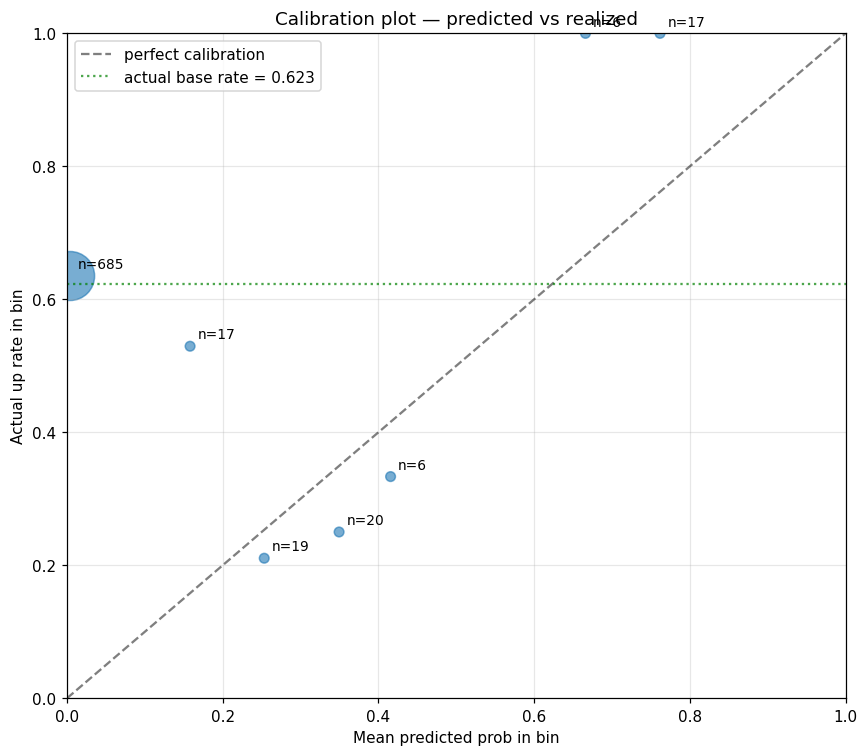 Calibration plot — predicted vs realized
n=6
n=17
1.0
perfect calibration
actual base rate = 0.623
0.8
n=685
0.6
n=17
Actual up rate in bin
0.4
n=6
n=20
n=19
0.2
0.0
0.0 0.2 0.4 0.6 0.8 1.0
Mean predicted prob in bin